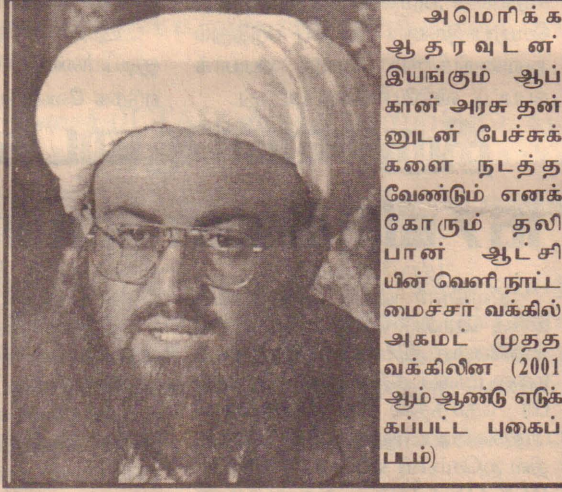 அமெரிக்க
ஆதரவுடன்
இயங்கும் ஆப்
கான் அரசு தன்
னுடன் பேச்சுக்
களை நடத்த
வேண்டும் எனக்
கோரும் தலி
பான் ஆட்சி
யின் வெளி நாட்ட
மைச்சர் வக்கில்
அகமட் முதத
வக்கிலின (2001
ஆம் ஆண்டு எடுக்
கப்பட்ட புகைப்
படம்)